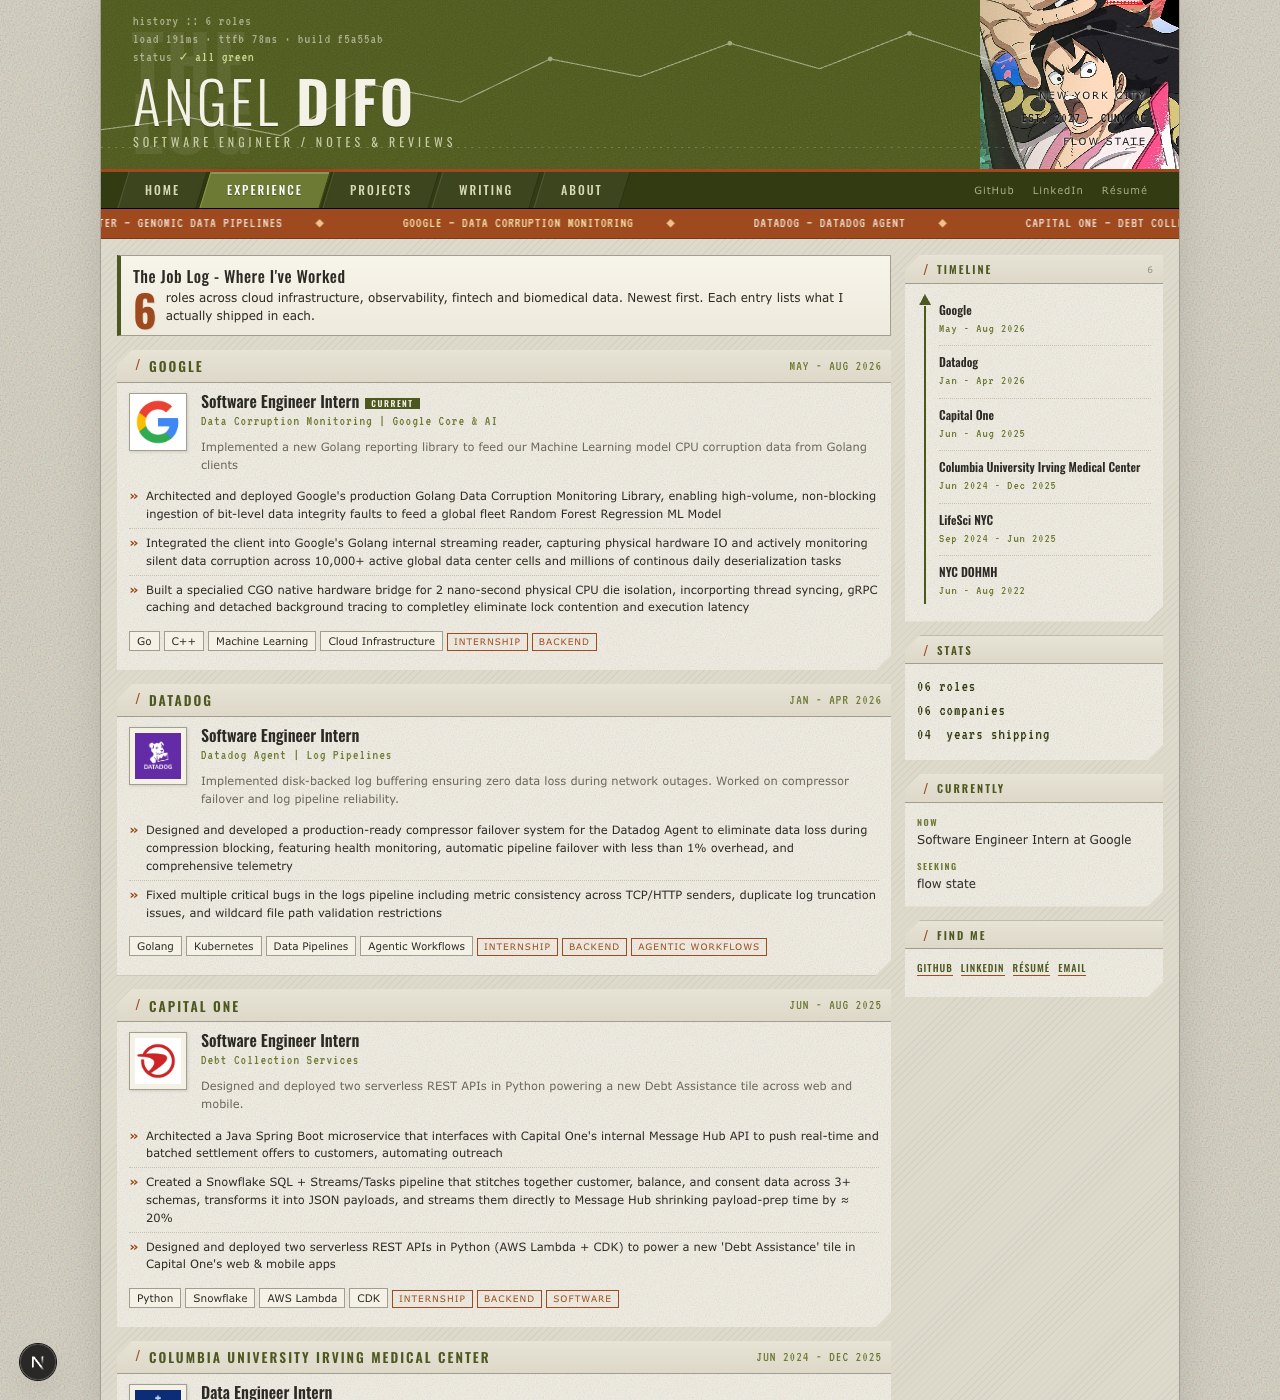 history :: 6 roles
load 191ms · ttfb 78ms · build f5a55ab
status ✓ all green
ANGEL DIFO
SOFTWARE ENGINEER / NOTES & REVIEWS
NEW YORK CITY
EST. 2027 — CUNY
FLOW STATE
HOME EXPERIENCE PROJECTS WRITING ABOUT GitHub LinkedIn Résumé
TER — GENOMIC DATA PIPELINES ◆ GOOGLE — DATA CORRUPTION MONITORING ◆ DATADOG — DATADOG AGENT ◆ CAPITAL ONE — DEBT COLL
The Job Log - Where I've Worked
6 roles across cloud infrastructure, observability, fintech and biomedical data. Newest first. Each entry lists what I
actually shipped in each.
/ GOOGLE MAY - AUG 2026
Software Engineer Intern CURRENT
Data Corruption Monitoring | Google Core & AI
Implemented a new Golang reporting library to feed our Machine Learning model CPU corruption data from Golang
clients
» Architected and deployed Google's production Golang Data Corruption Monitoring Library, enabling high-volume, non-blocking
ingestion of bit-level data integrity faults to feed a global fleet Random Forest Regression ML Model
» Integrated the client into Google's Golang internal streaming reader, capturing physical hardware IO and actively monitoring
silent data corruption across 10,000+ active global data center cells and millions of continous daily deserialization tasks
» Built a specialied CGO native hardware bridge for 2 nano-second physical CPU die isolation, incorporting thread syncing, gRPC
caching and detached background tracing to completley eliminate lock contention and execution latency
Go C++ Machine Learning Cloud Infrastructure INTERNSHIP BACKEND
/ DATADOG JAN - APR 2026
Software Engineer Intern
DATADOG
Datadog Agent | Log Pipelines
Implemented disk-backed log buffering ensuring zero data loss during network outages. Worked on compressor
failover and log pipeline reliability.
» Designed and developed a production-ready compressor failover system for the Datadog Agent to eliminate data loss during
compression blocking, featuring health monitoring, automatic pipeline failover with less than 1% overhead, and
comprehensive telemetry
» Fixed multiple critical bugs in the logs pipeline including metric consistency across TCP/HTTP senders, duplicate log truncation
issues, and wildcard file path validation restrictions
Golang Kubernetes Data Pipelines Agentic Workflows INTERNSHIP BACKEND AGENTIC WORKFLOWS
/ CAPITAL ONE JUN - AUG 2025
Software Engineer Intern
Debt Collection Services
Designed and deployed two serverless REST APIs in Python powering a new Debt Assistance tile across web and
mobile.
» Architected a Java Spring Boot microservice that interfaces with Capital One's internal Message Hub API to push real-time and
batched settlement offers to customers, automating outreach
» Created a Snowflake SQL + Streams/Tasks pipeline that stitches together customer, balance, and consent data across 3+
schemas, transforms it into JSON payloads, and streams them directly to Message Hub shrinking payload-prep time by ≈
20%
» Designed and deployed two serverless REST APIs in Python (AWS Lambda + CDK) to power a new 'Debt Assistance' tile in
Capital One's web & mobile apps
Python Snowflake AWS Lambda CDK INTERNSHIP BACKEND SOFTWARE
/ COLUMBIA UNIVERSITY IRVING MEDICAL CENTER JUN 2024 - DEC 2025
Data Engineer Intern
/ TIMELINE 6
Google
May - Aug 2026
Datadog
Jan - Apr 2026
Capital One
Jun - Aug 2025
Columbia University Irving Medical Center
Jun 2024 - Dec 2025
LifeSci NYC
Sep 2024 - Jun 2025
NYC DOHMH
Jun - Aug 2022
/ STATS
06 roles
06 companies
04 years shipping
/ CURRENTLY
NOW
Software Engineer Intern at Google
SEEKING
flow state
/ FIND ME
GITHUB LINKEDIN RÉSUMÉ EMAIL
N